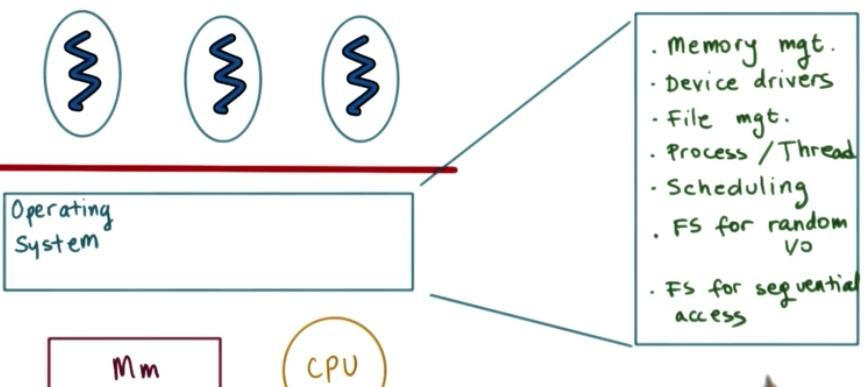 Operating
System
Mm
CPU
. Memory mgt.
. Device drivers
. File mgt.
. Process / Thread
. Scheduling
. FS for random
I/O
. FS for sequential
access